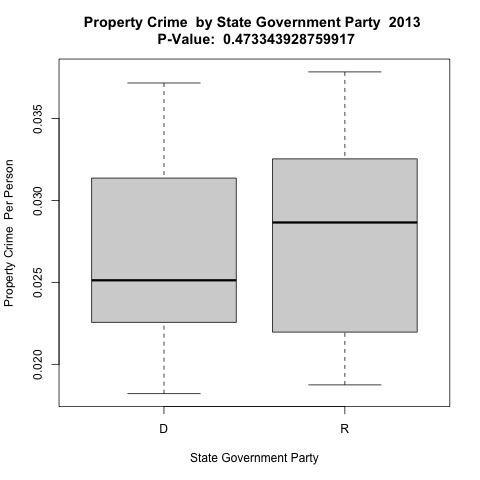 Property Crime  by State Government Party  2013
P-Value:  0.473343928759917
Property Crime  Per Person
0.035
0.030
0.025
0.020
D
R
State Government Party